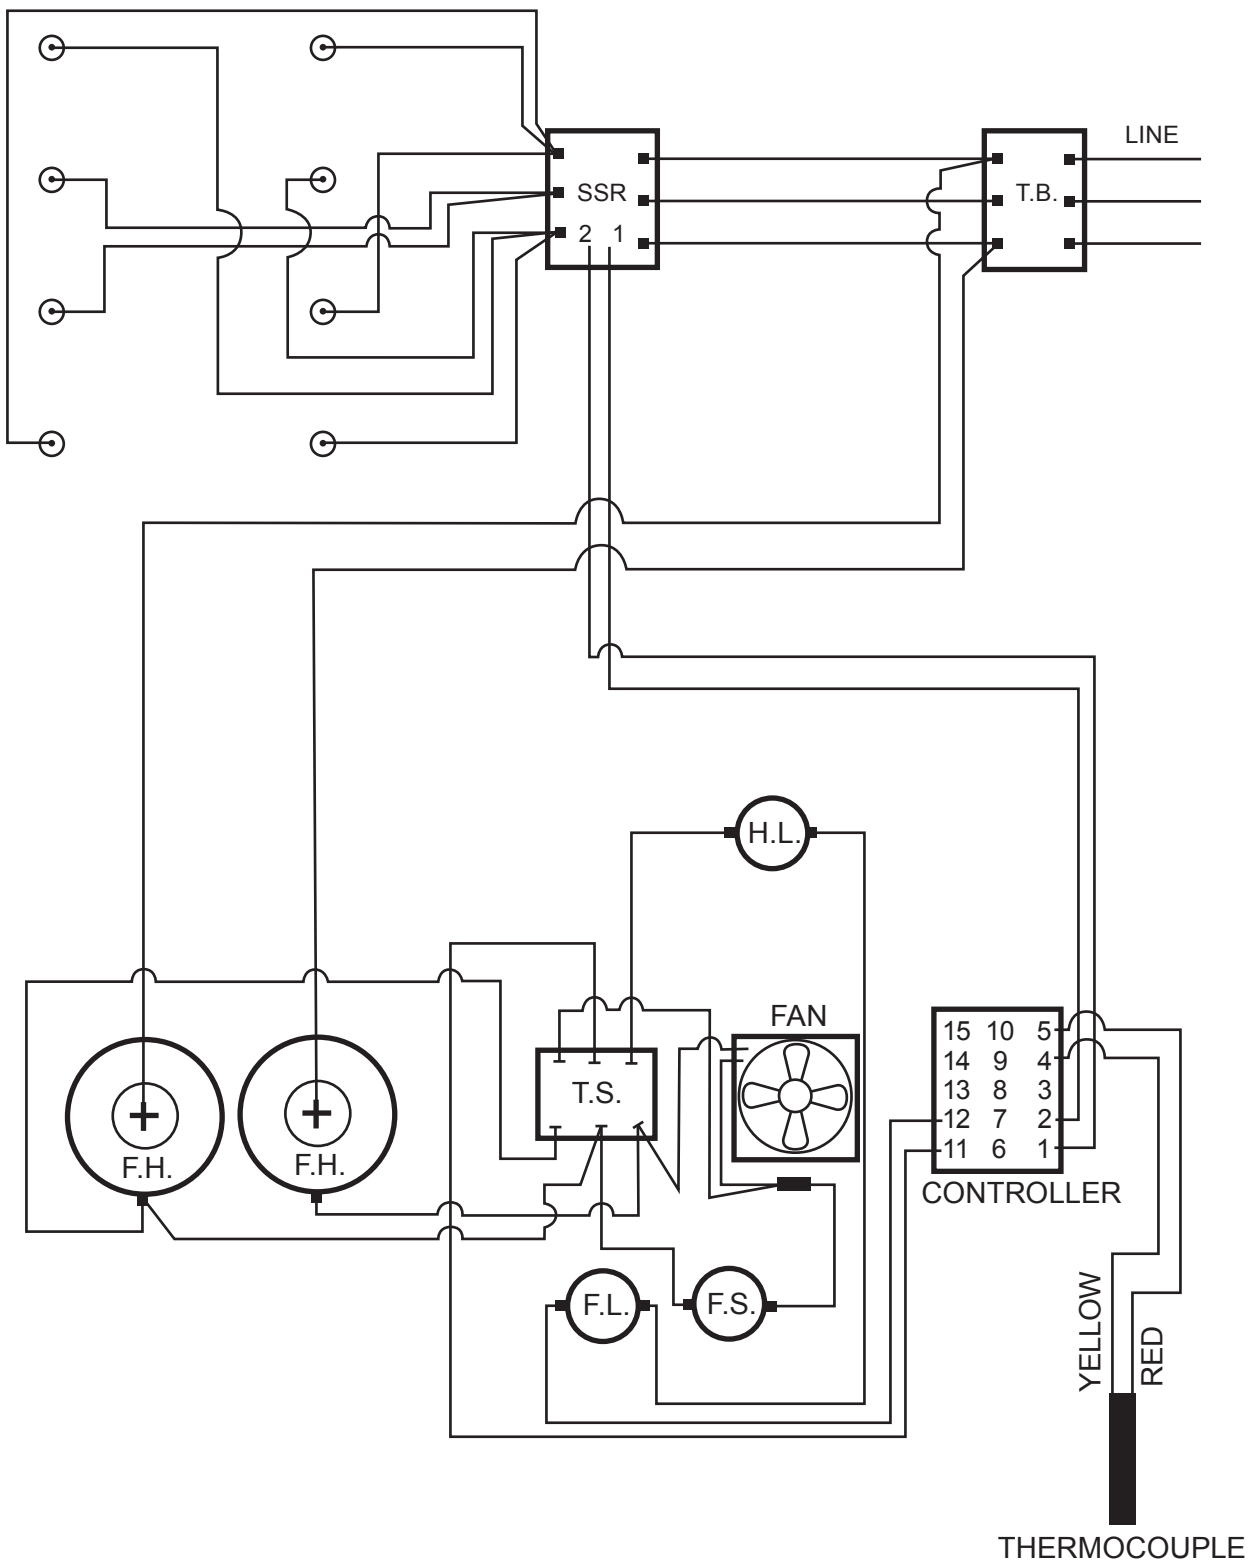 LINE
SSR
T.B.
2 1
H.L.
FAN
T.S.
15 10 5
14 9 4
13 8 3
12 7 2
11 6 1
F.H.
F.H.
CONTROLLER
F.L.
F.S.
YELLOW
RED
THERMOCOUPLE